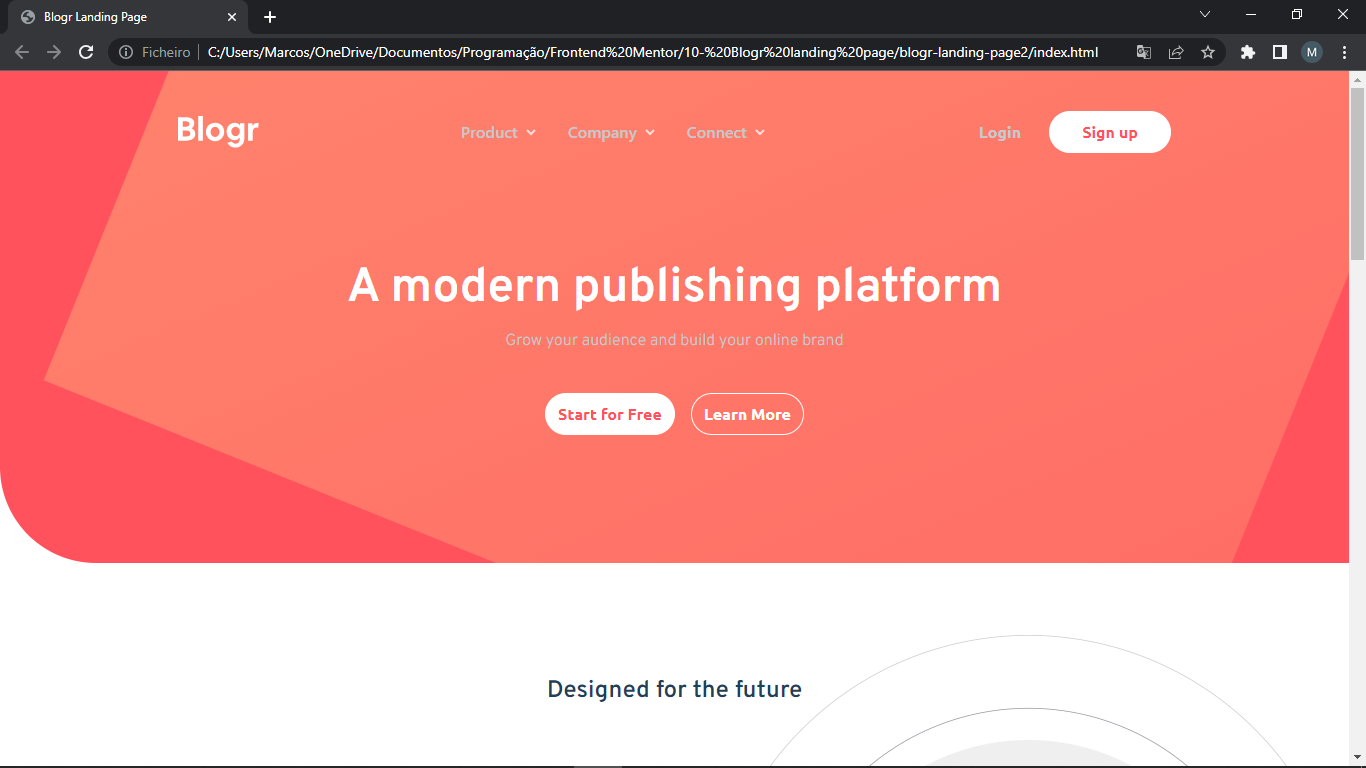 Blogr Landing Page
Ficheiro | C:/Users/Marcos/OneDrive/Documentos/Programação/Frontend%20Mentor/10-%20Blogr%20landing%20page/blogr-landing-page2/index.html M
Blogr Product Company Connect Login Sign up
A modern publishing platform
Grow your audience and build your online brand
Start for Free Learn More
Designed for the future